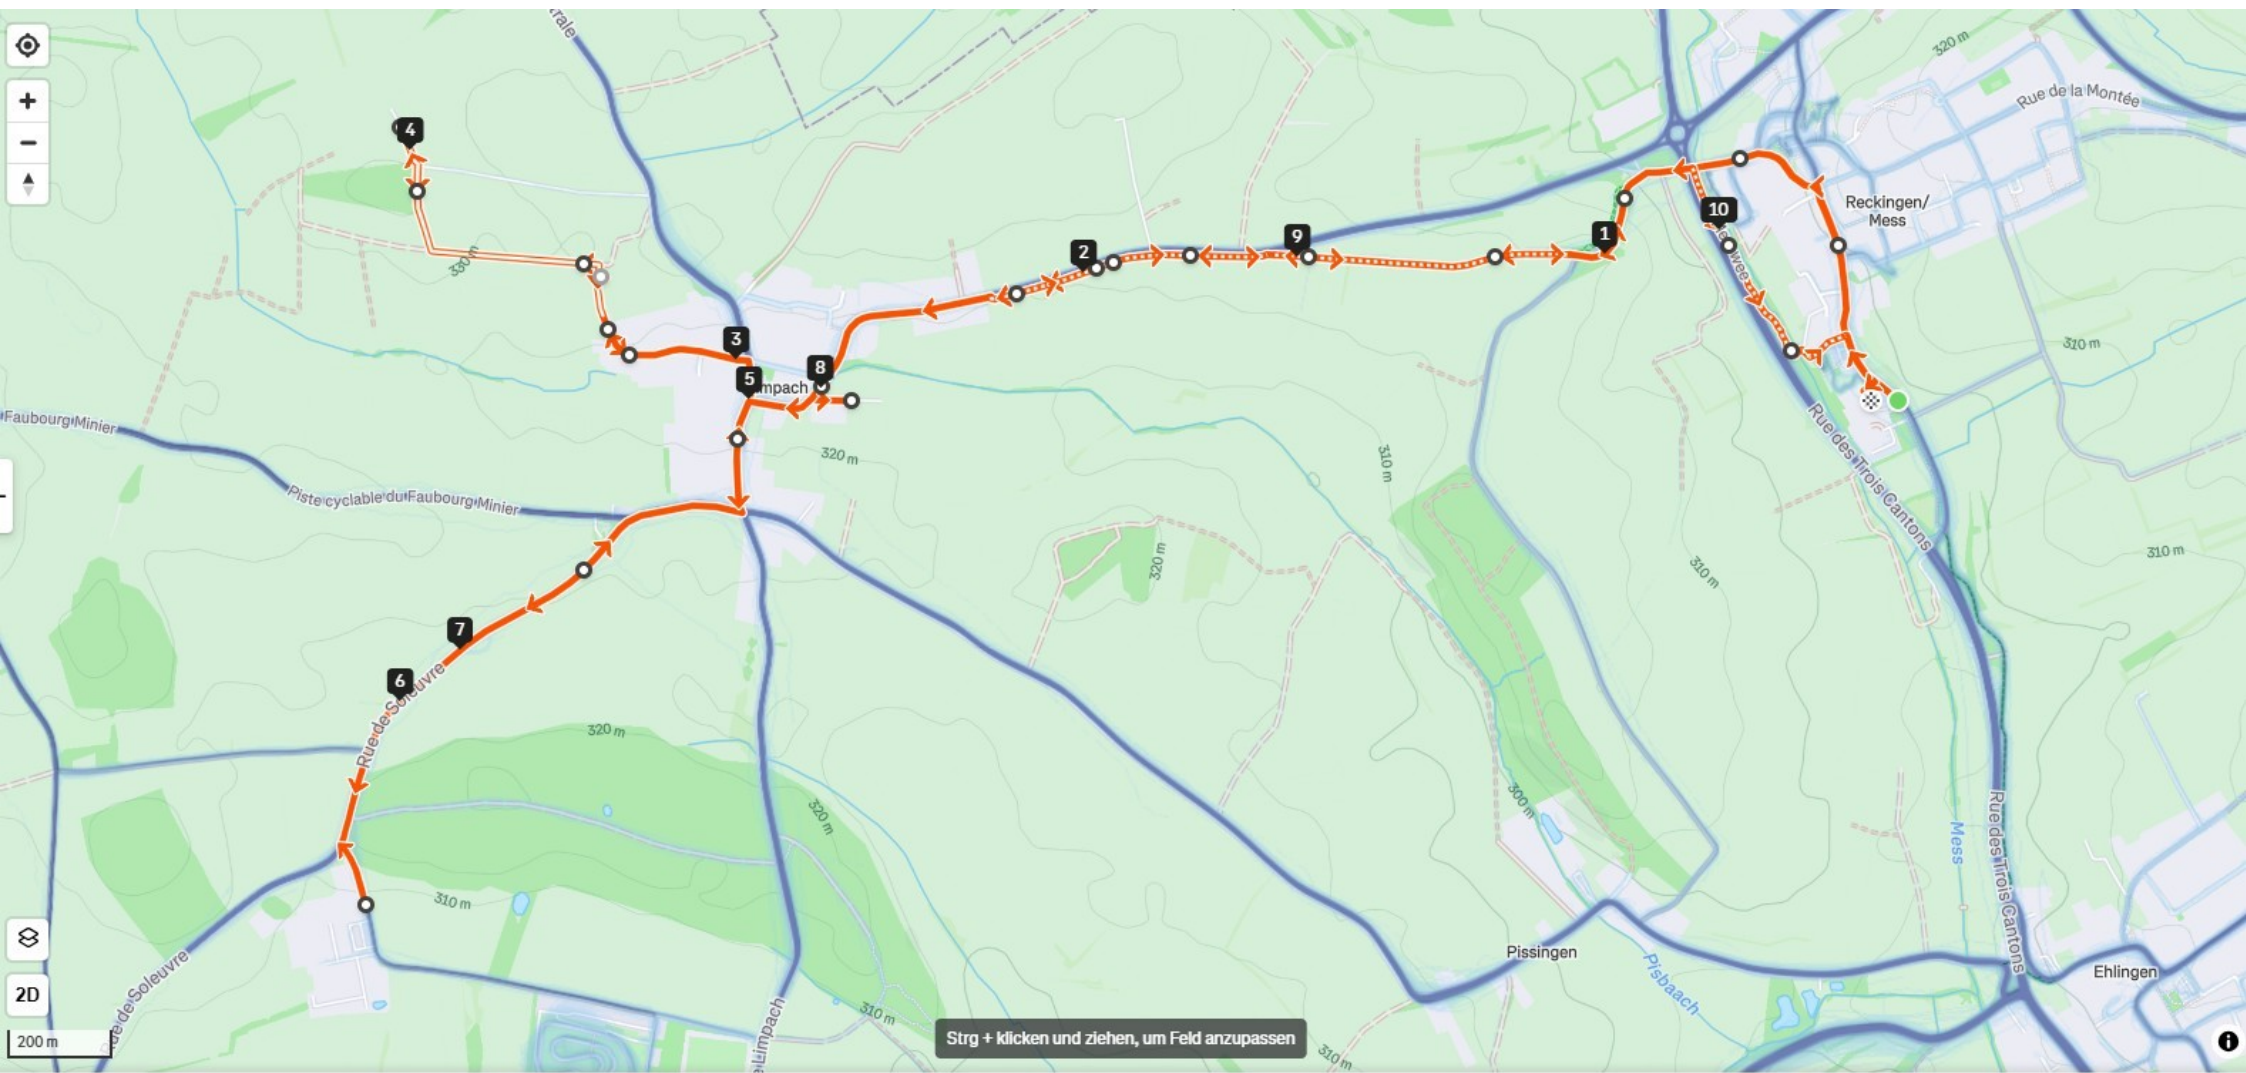 320 m
Rue de la Montée
4
Reckingen/
Mess
10
1
9
2
330 m
3
310 m
8
5
mpach
Faubourg Minier
320 m
310 m
Rue des Trois Cantons
Piste cyclable du Faubourg Minier
320 m
310 m
310 m
7
6
Rue de Soleuvre
320 m
320 m
300 m
Mess
Rue des Trois Cantons
310 m
Pissingen
Pisbaach
Ehlingen
Rue de Soleuvre
2D
310 m
Limpach
200 m
Strg + klicken und ziehen, um Feld anzupassen
310 m